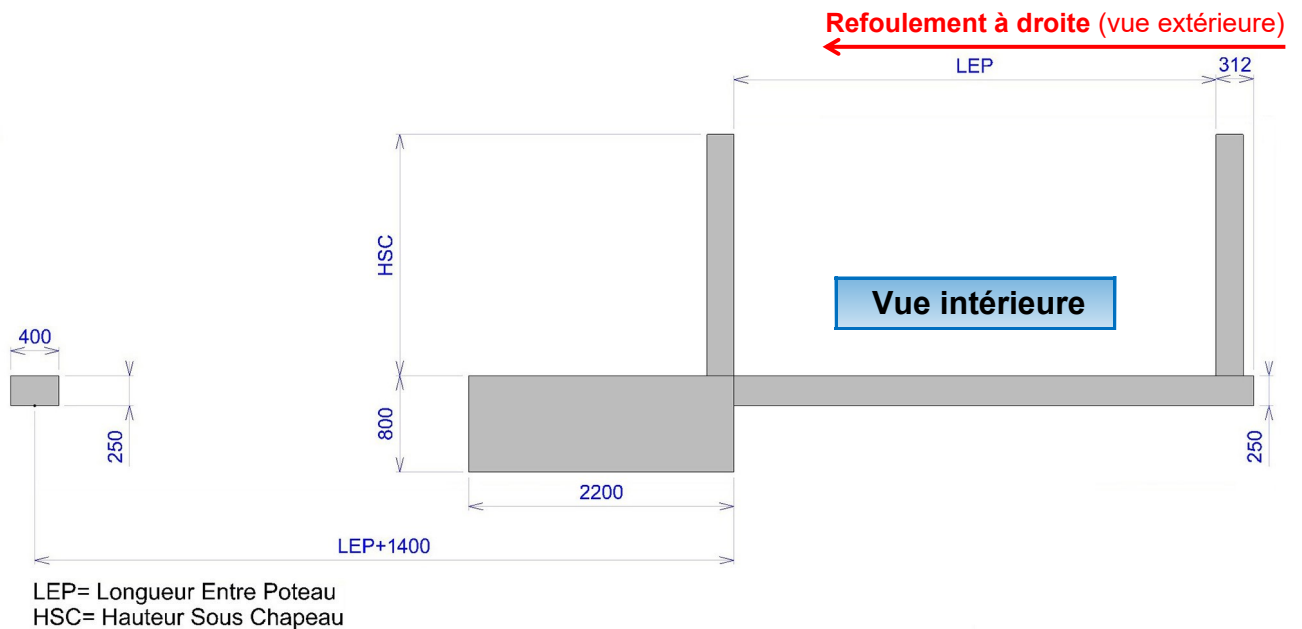 Refoulement à droite (vue extérieure)
LEP
312
HSC
Vue intérieure
400
250
800
250
2200
LEP+1400
LEP= Longueur Entre Poteau
HSC= Hauteur Sous Chapeau